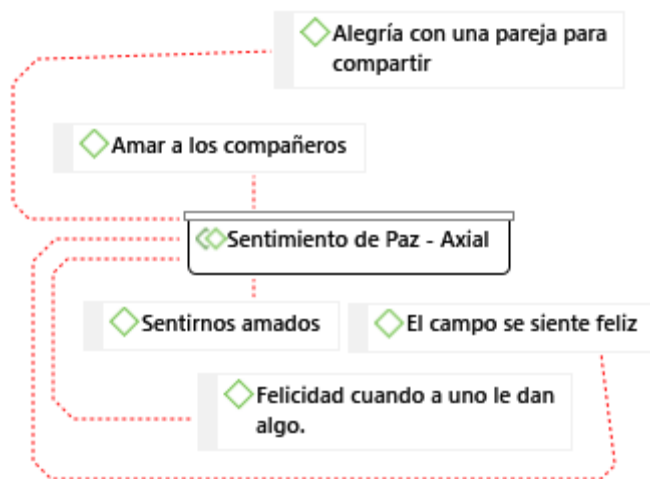 Alegría con una pareja para
compartir
Amar a los compañeros
Sentimiento de Paz - Axial
Sentirnos amados
El campo se siente feliz
Felicidad cuando a uno le dan
algo.